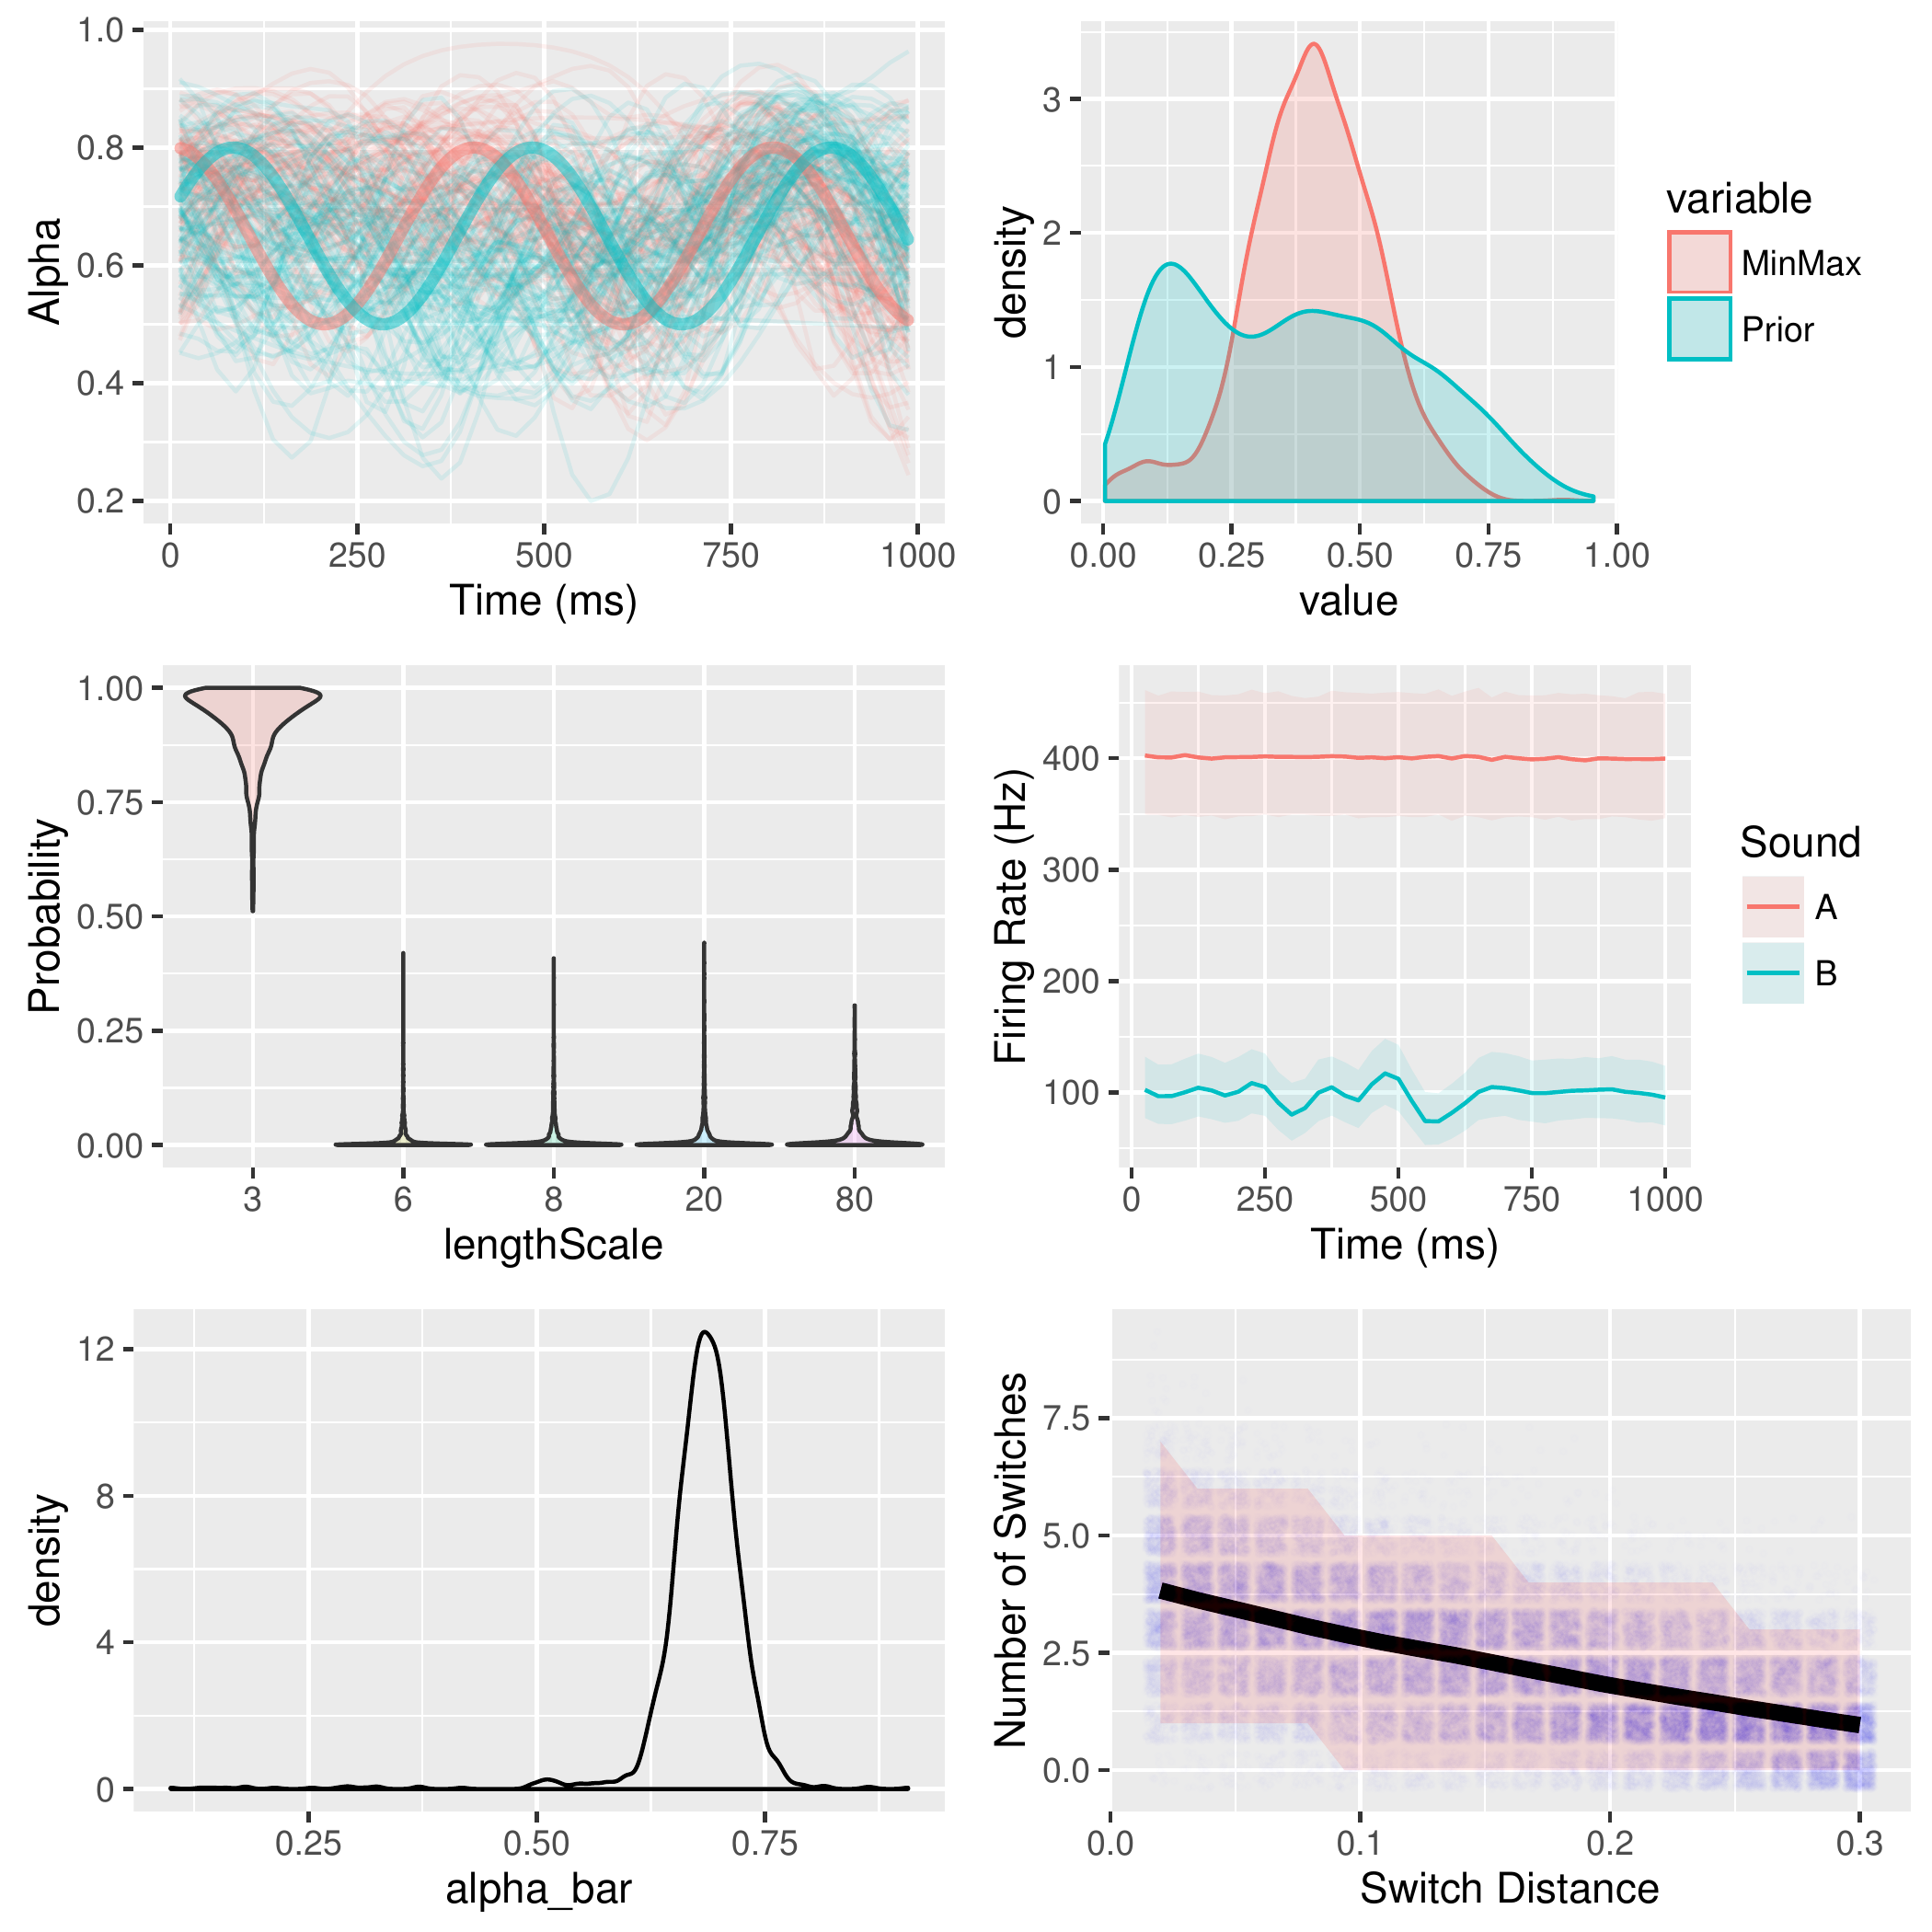 1.0
0.8
0.6
0.4
0.2
Alpha
0 250 500 750 1000
Time (ms)
3
2
1
0
density
0.00 0.25 0.50 0.75 1.00
value
variable
MinMax
Prior
1.00
0.75
0.50
0.25
0.00
Probability
3 6 8 20 80
lengthScale
400
300
200
100
Firing Rate (Hz)
0 250 500 750 1000
Time (ms)
Sound
A
B
12
8
4
0
density
0.25 0.50 0.75
alpha_bar
7.5
5.0
2.5
0.0
Number of Switches
0.0 0.1 0.2 0.3
Switch Distance